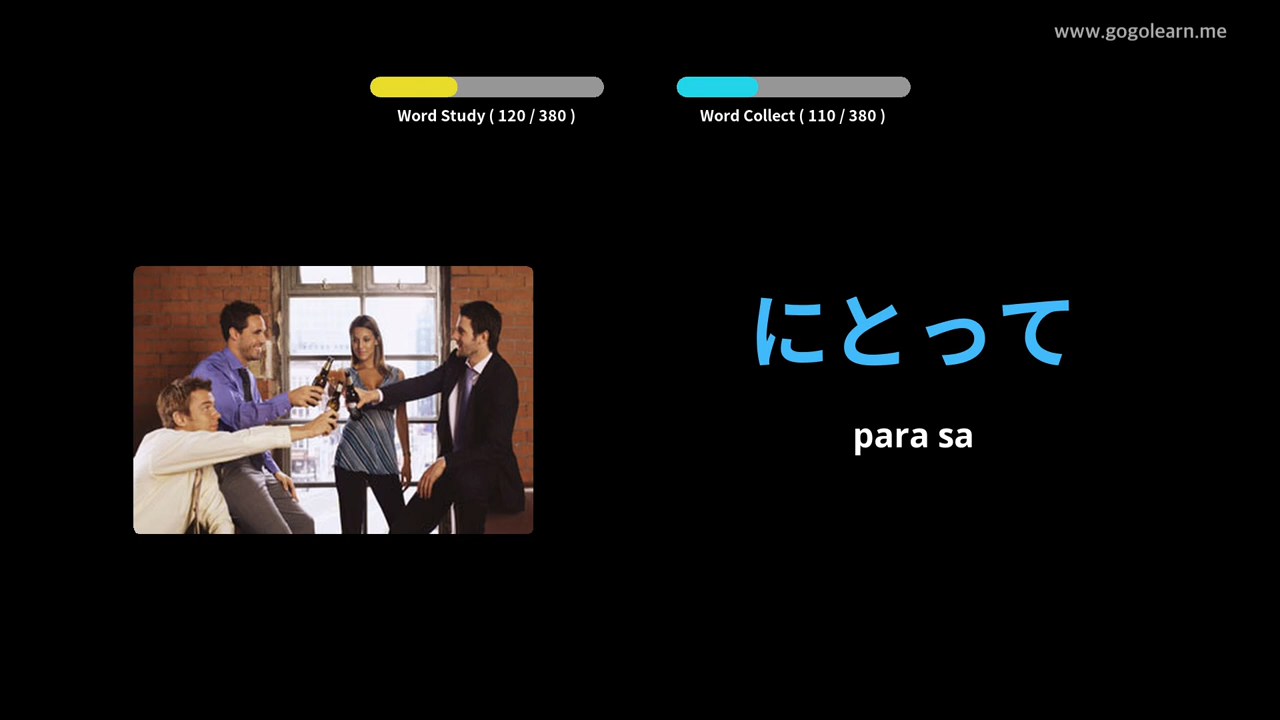 www.gogolearn.me
Word Study ( 120 / 380 )
Word Collect ( 110 / 380 )
にとって
para sa